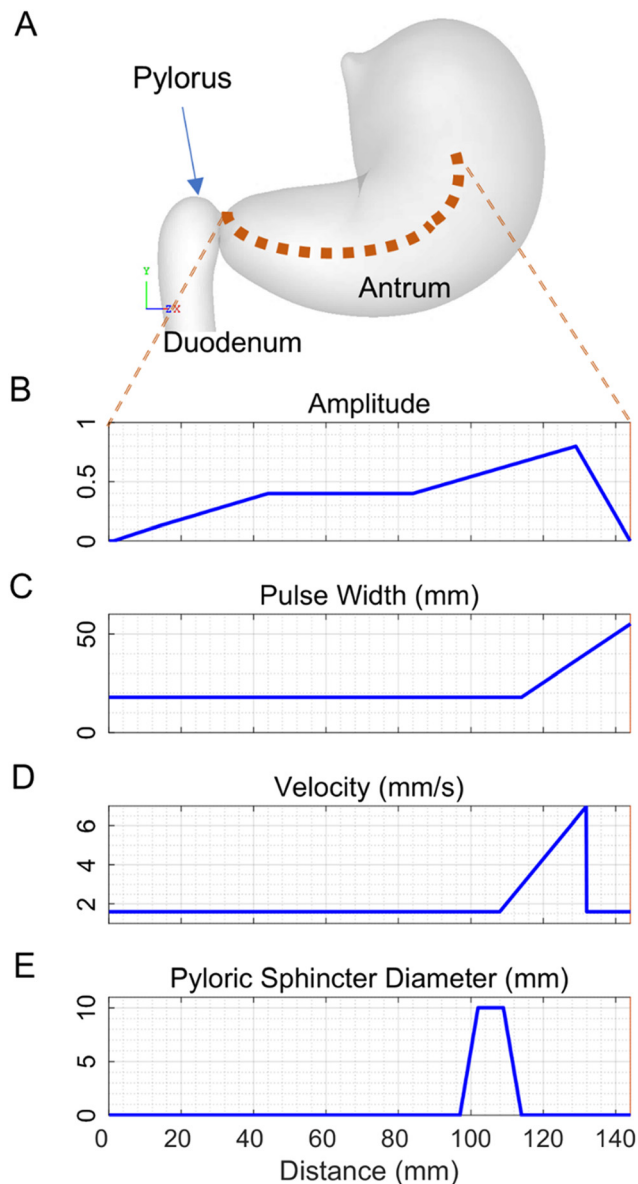 A
Pylorus
Antrum
Y
Z X
Duodenum
B
Amplitude
1
0.5
0
C
Pulse Width (mm)
50
0
D
Velocity (mm/s)
6
4
2
E
Pyloric Sphincter Diameter (mm)
10
5
0
0 20 40 60 80 100 120 140
Distance (mm)